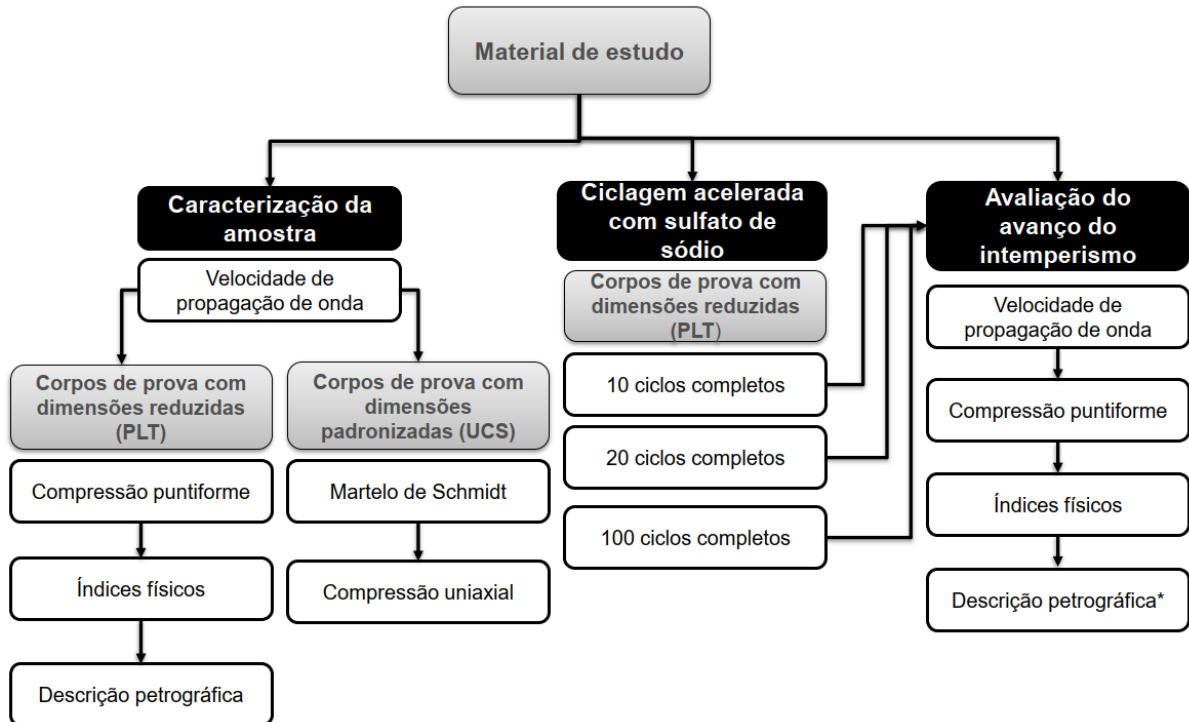 Material de estudo
Caracterização da
amostra
Velocidade de
propagação de onda
Corpos de prova com
dimensões reduzidas
(PLT)
Compressão puntiforme
Índices físicos
Descrição petrográfica
Corpos de prova com
dimensões
padronizadas (UCS)
Martelo de Schmidt
Compressão uniaxial
Ciclagem acelerada
com sulfato de
sódio
Corpos de prova com
dimensões reduzidas
(PLT)
10 ciclos completos
20 ciclos completos
100 ciclos completos
Avaliação do
avanço do
intemperismo
Velocidade de
propagação de onda
Compressão puntiforme
Índices físicos
Descrição petrográfica*